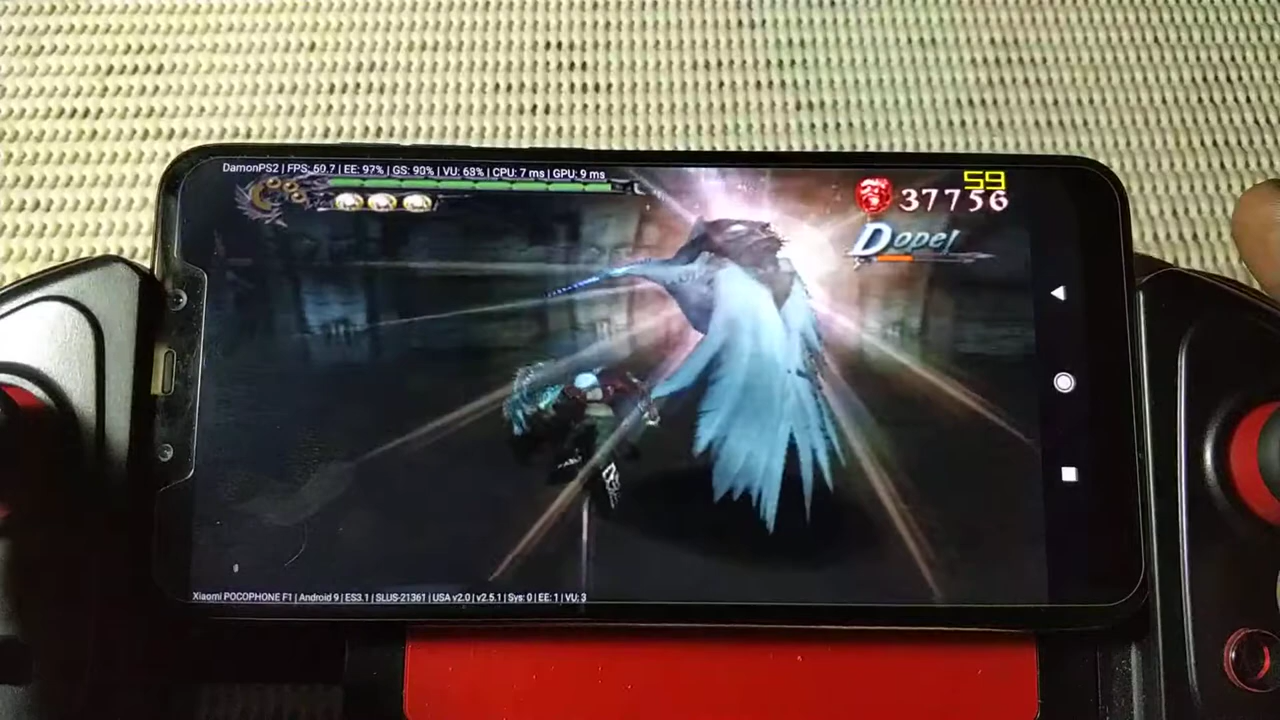 DamonPS2 | FPS: 60.7 | EE: 97% | GS: 90% | VU: 68% | CPU: 7 ms | GPU: 9 ms
59
37756
Dopel
Xiaomi POCOPHONE F1 | Android 9 | ES3.1 | SLUS-21361 | USA v2.0 | v2.5.1 | Sys: 0 | EE: 1 | VU: 3